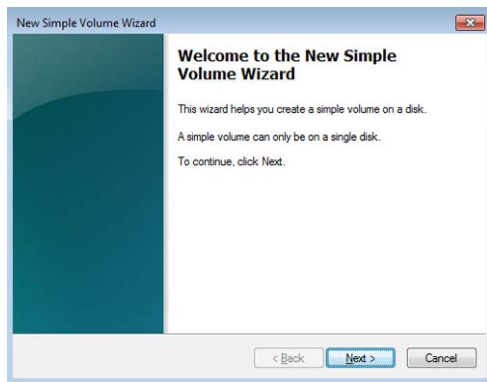 New Simple Volume Wizard
Welcome to the New Simple
Volume Wizard
This wizard helps you create a simple volume on a disk.
A simple volume can only be on a single disk.
To continue, click Next.
< Back
Next >
Cancel